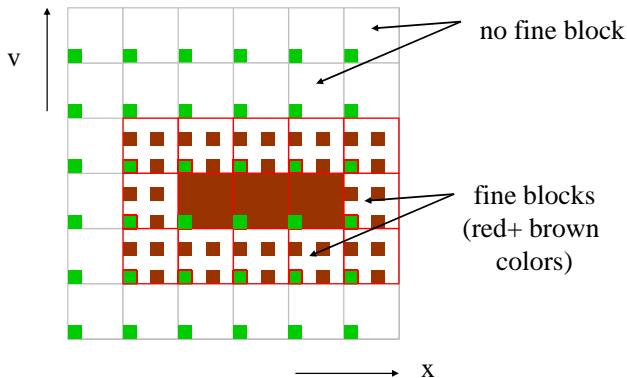 no fine block
v
fine blocks
(red+ brown
colors)
x